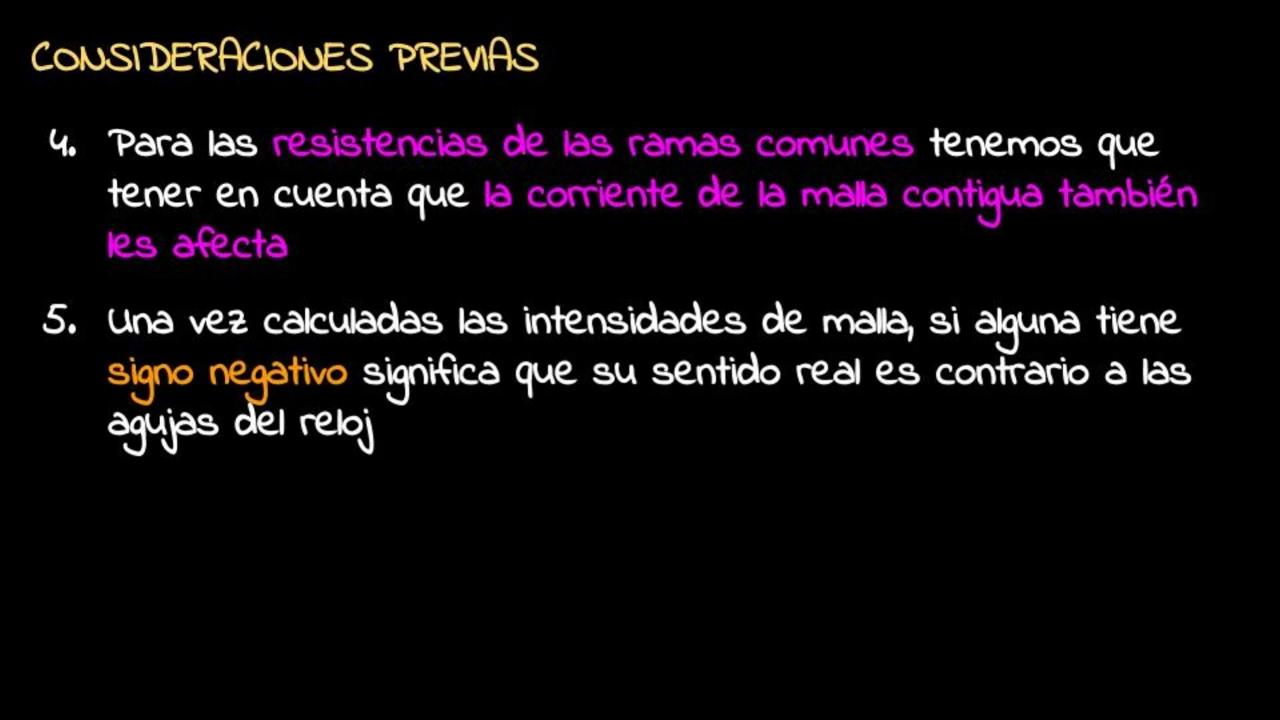 CONSIDERACIONES PREVIAS
4. Para las resistencias de las ramas comunes tenemos que
tener en cuenta que la corriente de la malla contigua también
les afecta
5. Una vez calculadas las intensidades de malla, si alguna tiene
signo negativo significa que su sentido real es contrario a las
agujas del reloj